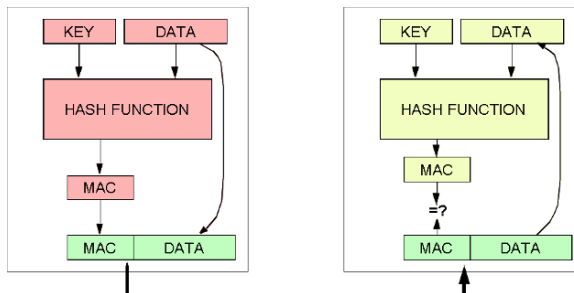 KEY DATA
HASH FUNCTION
MAC
MAC DATA
KEY DATA
HASH FUNCTION
MAC
=?
MAC DATA